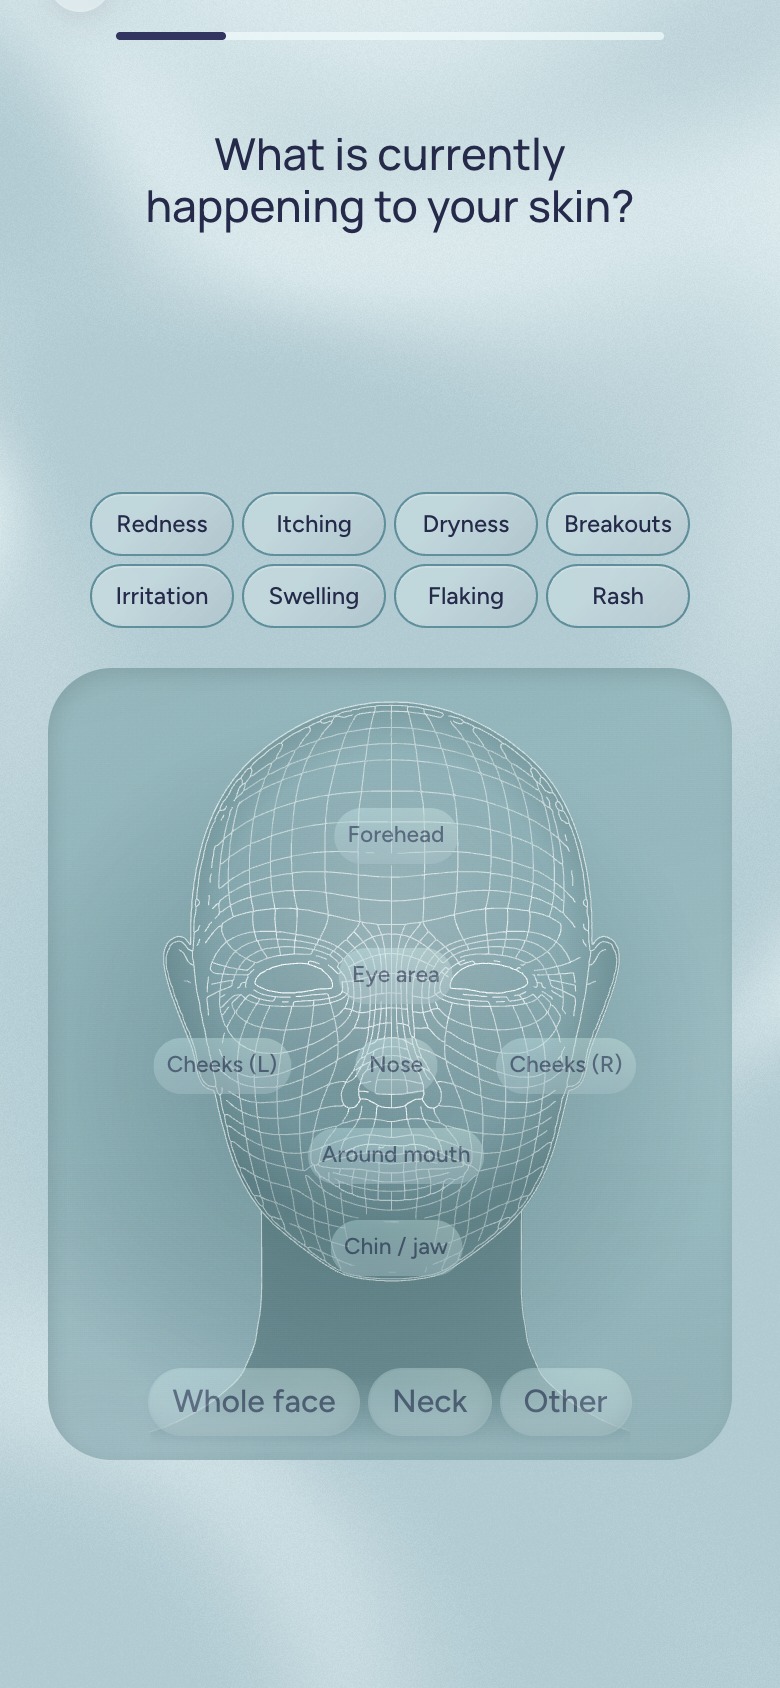 What is currently
happening to your skin?
Redness Itching Dryness Breakouts
Irritation Swelling Flaking Rash
Forehead
Eye area
Cheeks (L) Nose Cheeks (R)
Around mouth
Chin / jaw
Whole face Neck Other